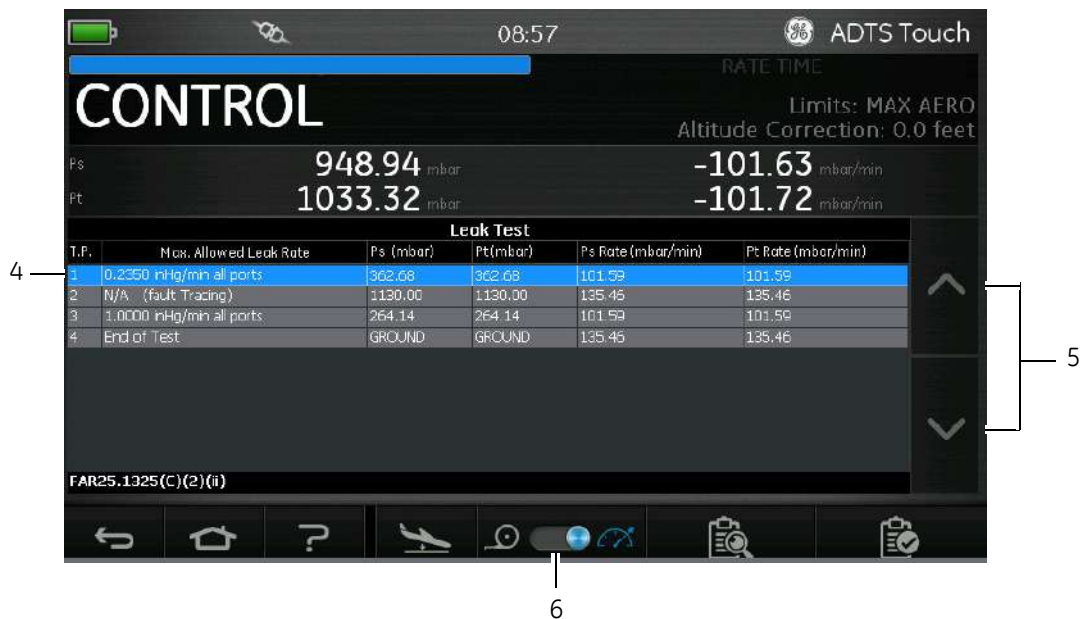 08:57 ADTS Touch
RATE TIME
CONTROL
Limits: MAX AERO
Altitude Correction: 0.0 feet
Ps 948.94 mbar -101.63 mbar/min
Pt 1033.32 mbar -101.72 mbar/min
Leak Test
T.P. Max. Allowed Leak Rate Ps (mbar) Pt(mbar) Ps Rate(mbar/min) Pt Rate(mbar/min)
4 1 0.2350 inHg/min all ports 362.68 362.68 101.59 101.59
2 N/A (fault Tracing) 1130.00 1130.00 135.46 135.46
3 1.0000 inHg/min all ports 264.14 264.14 101.59 101.59
4 End of Test GROUND GROUND 135.46 135.46
5
FAR25.1325(C)(2)(ii)
6